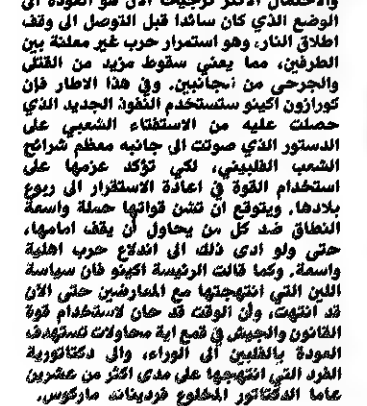 والاحتمال الاكثر ترجيحا الآن هو العودة الى
الوضع الذي كان سائدا قبل التوصل الى وقف
اطلاق النار، وهو استمرار حرب غير معلنة بين
الطرفين، مما يعني سقوط مزيد من القتلى
والجرحى من الجانبين. وفي هذا الاطار فإن
كورازون اكينو ستستخدم النفوذ الجديد الذي
حصلت عليه من الاستفتاء الشعبي على
الدستور الذي صوتت الى جانبه معظم شرائح
الشعب الفلبيني، لكي تؤكد عزمها على
استخدام القوة في اعادة الاستقرار الى ربوع
بلادها. ويتوقع ان تشن قواتها حملة واسعة
النطاق ضد كل من يحاول أن يقف امامها،
حتى ولو ادى ذلك الى اندلاع حرب اهلية
واسعة. وكما قالت الرئيسة اكينو فان سياسة
اللين التي انتهجتها مع المعارضين حتى الآن
قد انتهت، وأن الوقت قد حان لاستخدام قوة
القانون والجيش في قمع اية محاولات تستهدف
العودة بالفلبين الى الوراء، والى دكتاتورية
الفرد التي انتهجها على مدى اكثر من عشرين
عاما الدكتاتور المخلوع فرديناند ماركوس.